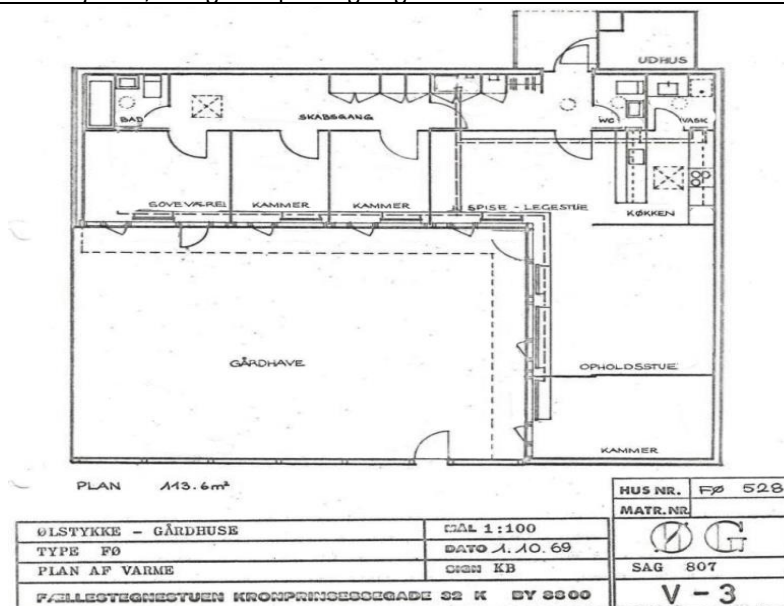 UDHUS
BAD
SKABSGANG
WC
VASK
SOVEVÆREL
KAMMER
KAMMER
SPISE - LEGESTUE
KØKKEN
GÅRDHAVE
OPHOLDSSTUE
KAMMER
PLAN 113.6m²
HUS NR. FØ 528
MATR. NR.
ØLSTYKKE - GÅRDHUSE
MÅL 1:100
ØG
TYPE FØ
DATO 1.10.69
PLAN AF VARME
SIGN KB
SAG 807
FÆLLESTEGNESTUEN KRONPRINSESSEGADE 32 K BY 8800
V - 3